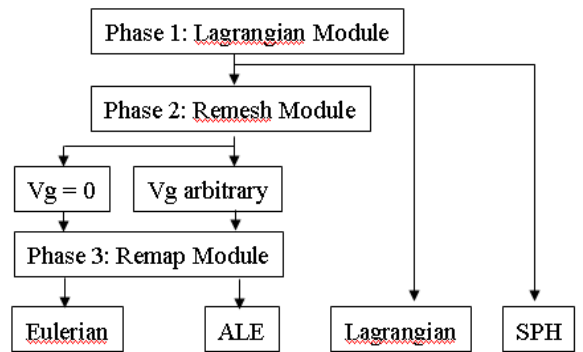 Phase 1: Lagrangian Module
Phase 2: Remesh Module
Vg = 0
Vg arbitrary
Phase 3: Remap Module
Eulerian
ALE
Lagrangian
SPH